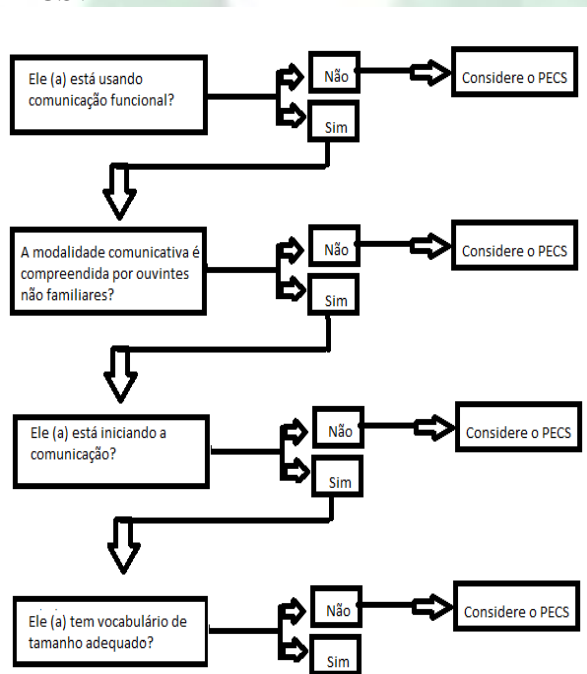 Ele (a) está usando
comunicação funcional?
Não
Considere o PECS
Sim
A modalidade comunicativa é
compreendida por ouvintes
não familiares?
Não
Considere o PECS
Sim
Ele (a) está iniciando a
comunicação?
Não
Considere o PECS
Sim
Ele (a) tem vocabulário de
tamanho adequado?
Não
Considere o PECS
Sim